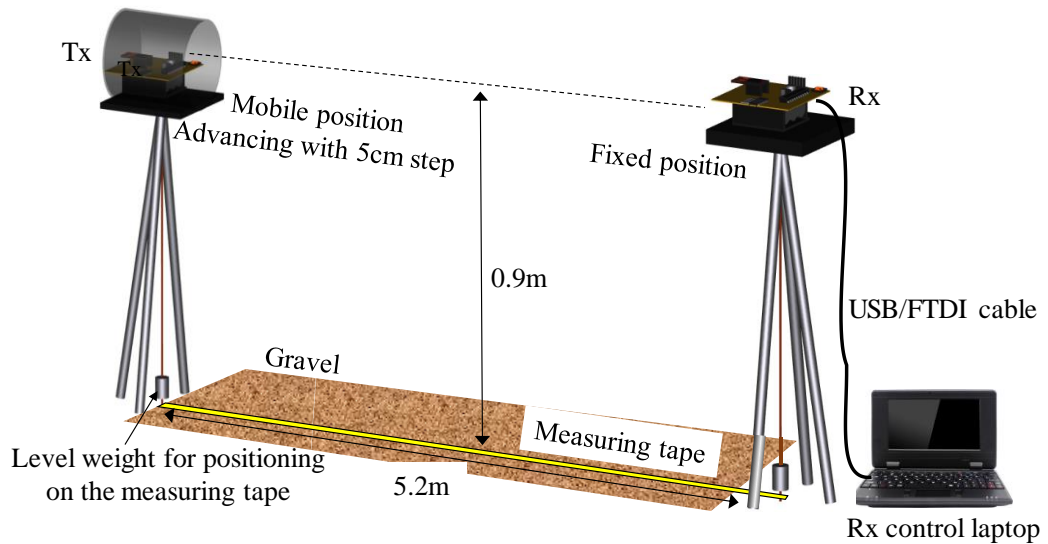 Tx
Tx
Mobile position
Advancing with 5cm step
Rx
Fixed position
0.9m
USB/FTDI cable
Gravel
Measuring tape
Level weight for positioning
on the measuring tape
5.2m
Rx control laptop